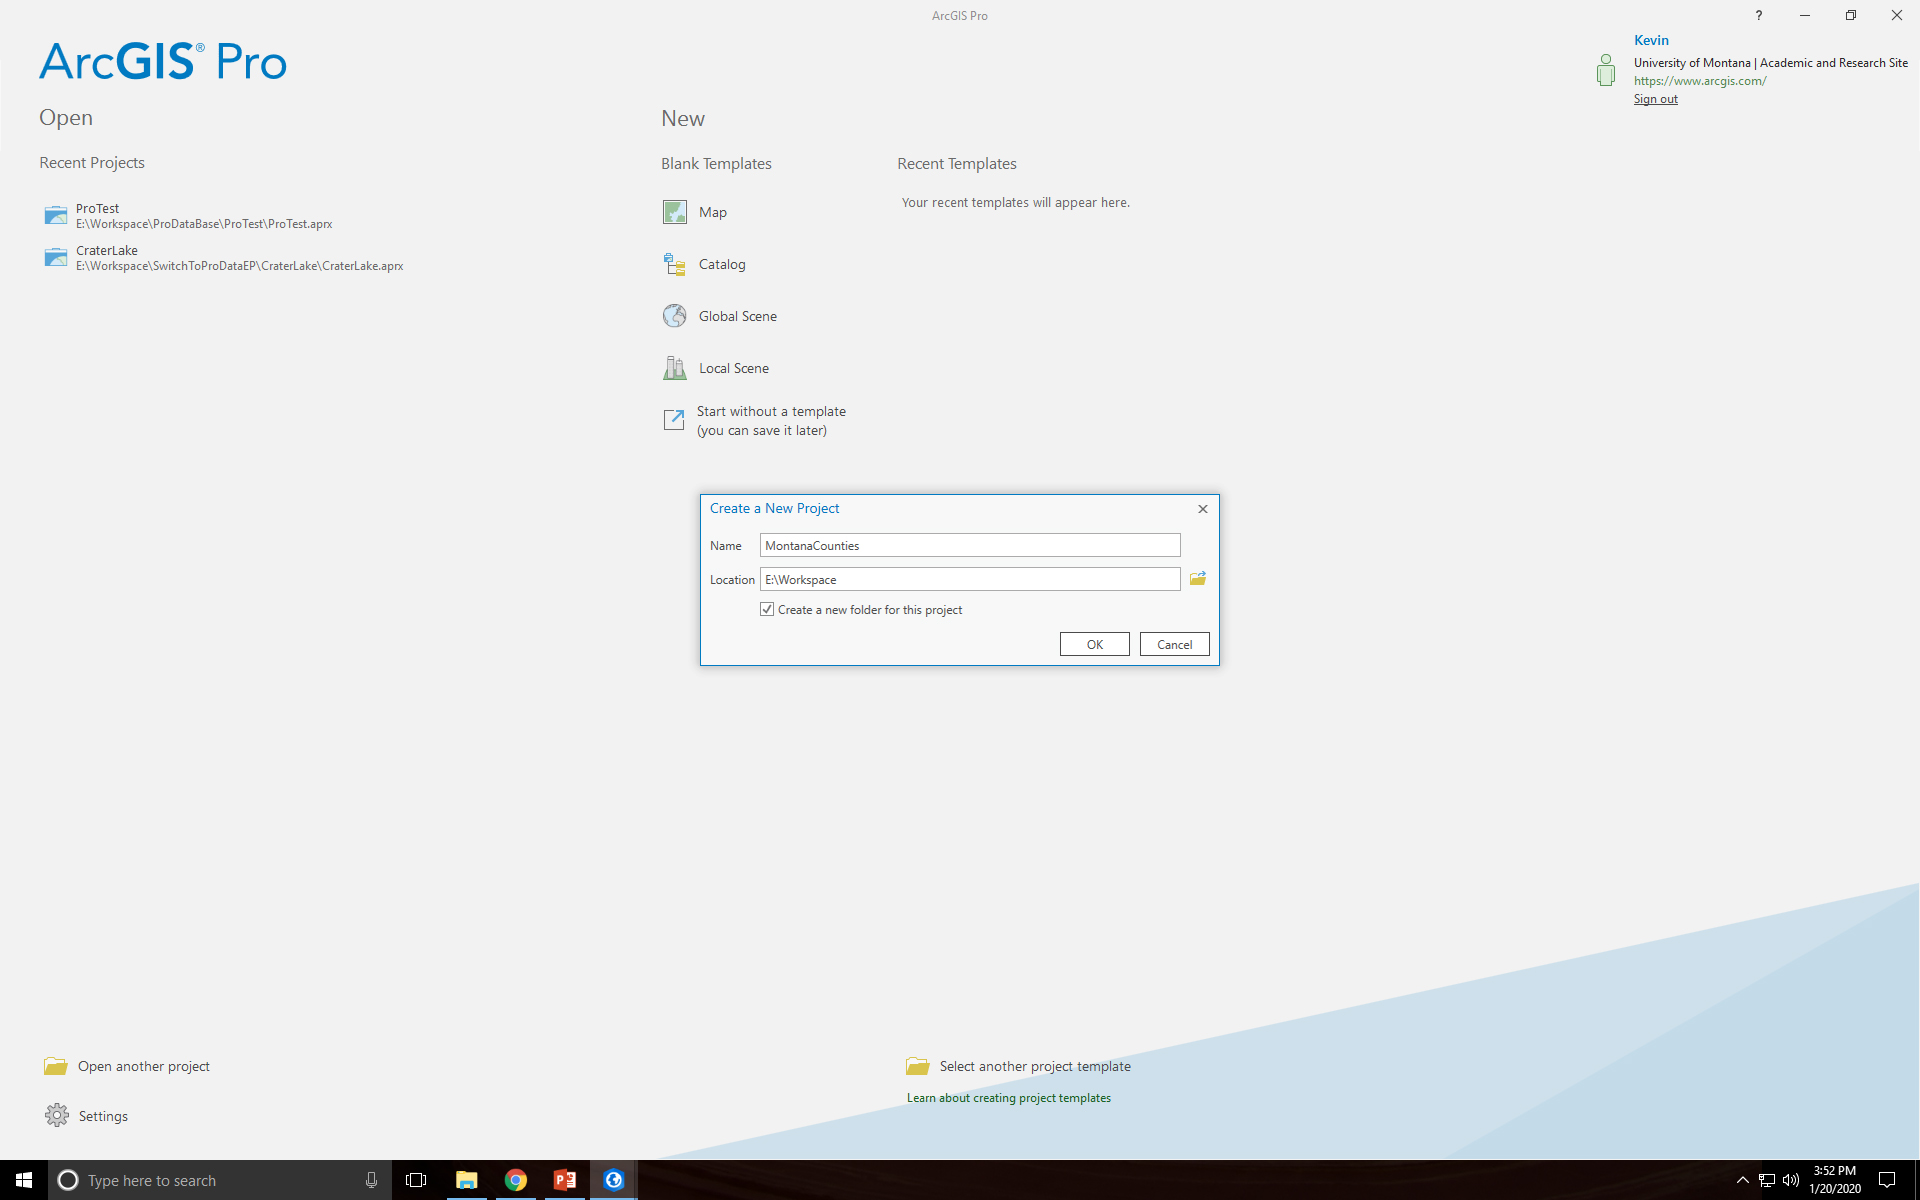 ArcGIS Pro
?
ArcGIS® Pro
Kevin
University of Montana | Academic and Research Site
https://www.arcgis.com/
Sign out
Open
Recent Projects
ProTest
E:\Workspace\ProDataBase\ProTest\ProTest.aprx
CraterLake
E:\Workspace\SwitchToProDataEP\CraterLake\CraterLake.aprx
New
Blank Templates
Map
Catalog
Global Scene
Local Scene
Start without a template
(you can save it later)
Recent Templates
Your recent templates will appear here.
Create a New Project
Name MontanaCounties
Location E:\Workspace
Create a new folder for this project
OK Cancel
Open another project
Settings
Select another project template
Learn about creating project templates
Type here to search
3:52 PM
1/20/2020